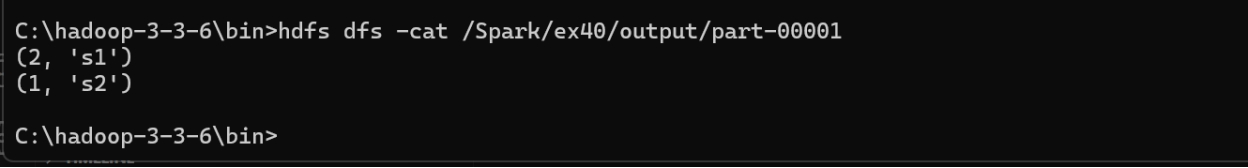 C:\hadoop-3-3-6\bin>hdfs dfs -cat /Spark/ex40/output/part-00001
(2, 's1')
(1, 's2')
C:\hadoop-3-3-6\bin>